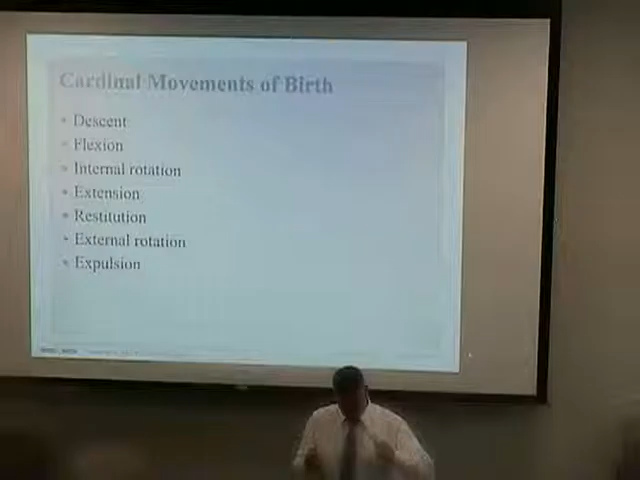 Cardinal Movements of Birth
• Descent
• Flexion
• Internal rotation
• Extension
• Restitution
• External rotation
• Expulsion